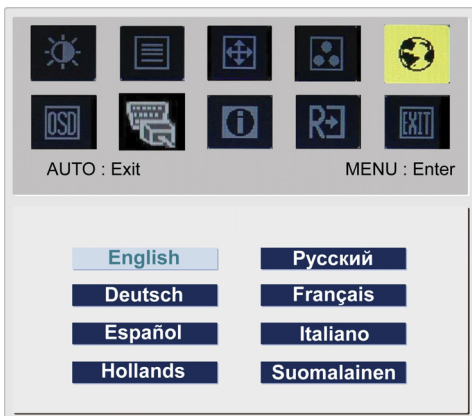 OSD
i
R
EXIT
AUTO : Exit
MENU : Enter
English
Русский
Deutsch
Français
Español
Italiano
Hollands
Suomalainen